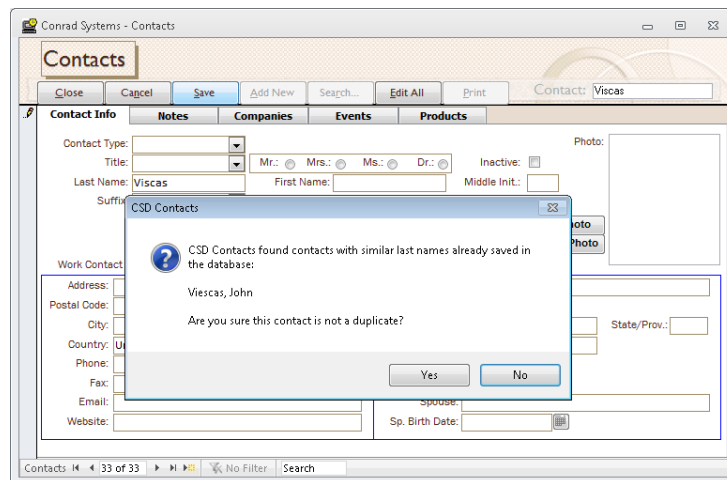 Conrad Systems - Contacts
Contacts
Close Cancel Save Add New Search... Edit All Print Contact: Viscas
Contact Info Notes Companies Events Products
Contact Type: Photo:
Title: Mr.: Mrs.: Ms.: Dr.: Inactive:
Last Name: Viscas First Name: Middle Init.:
Suffix
CSD Contacts
CSD Contacts found contacts with similar last names already saved in
the database:
Viescas, John
Are you sure this contact is not a duplicate?
Yes No
hoto
Photo
Work Contact
Address:
Postal Code:
City: State/Prov.:
Country: Un
Phone:
Fax:
Email: Spouse:
Website: Sp. Birth Date:
Contacts 33 of 33 No Filter Search